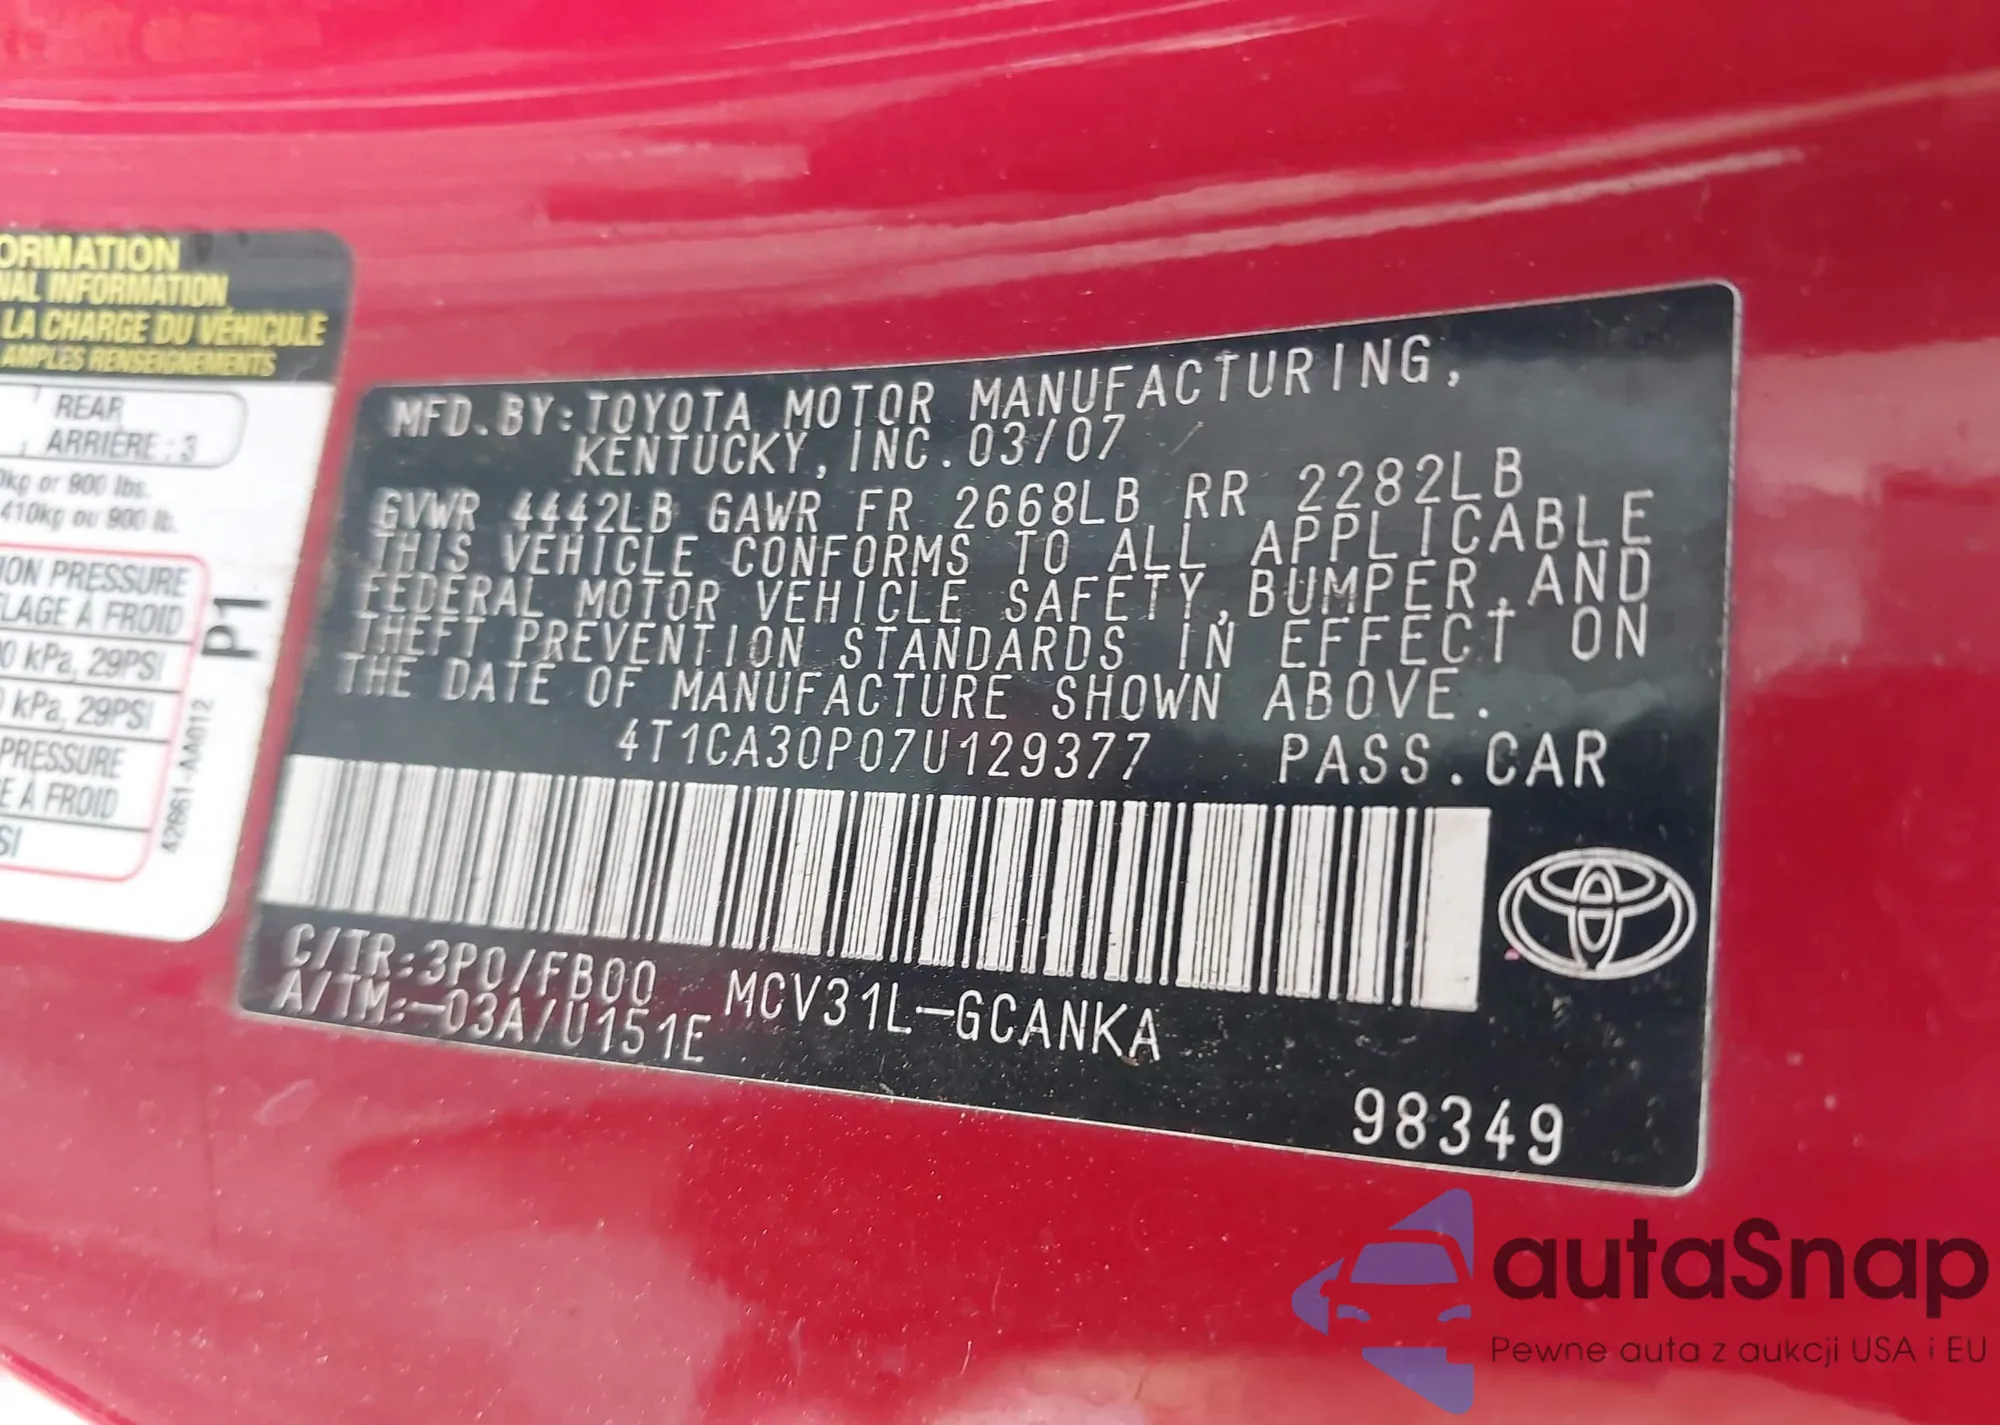 ORMATION
NAL INFORMATION
LA CHARGE DU VÉHICULE
AMPLES RENSEIGNEMENTS
REAR
ARRIÈRE : 3
kg or 900 lbs.
410kg ou 900 lb.
ION PRESSURE
FLAGE À FROID
0 kPa, 29PSI
0 kPa, 29PSI
PRESSURE
E À FROID
SI
P1
42661-AA012
MFD.BY:TOYOTA MOTOR MANUFACTURING,
KENTUCKY, INC. 03/07
GVWR 4442LB GAWR FR 2668LB RR 2282LB
THIS VEHICLE CONFORMS TO ALL APPLICABLE
FEDERAL MOTOR VEHICLE SAFETY,BUMPER,AND
THEFT PREVENTION STANDARDS IN EFFECT ON
THE DATE OF MANUFACTURE SHOWN ABOVE.
4T1CA30P07U129377 PASS.CAR
C/TR:3P0/FB00 MCV31L-GCANKA
A/TM:-03A/U151E
98349
autaSnap
Pewne auta z aukcji USA i EU